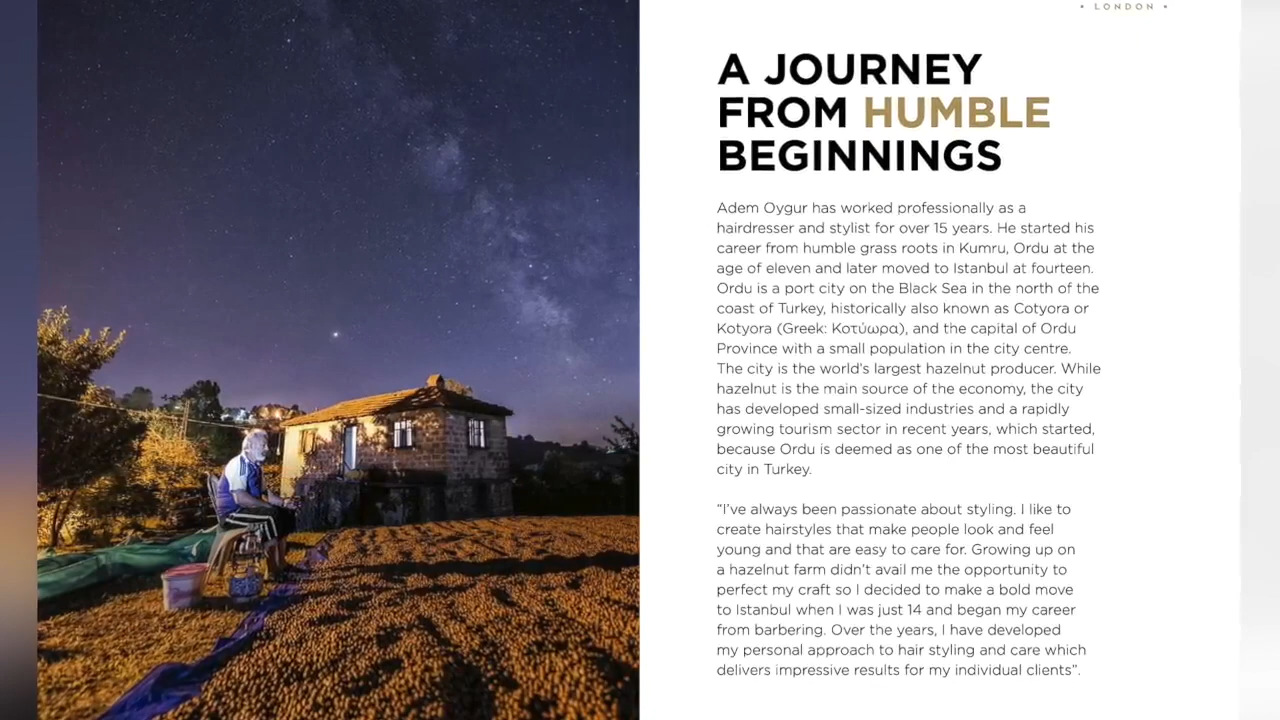 • LONDON •
A JOURNEY
FROM HUMBLE
BEGINNINGS
Adem Oygur has worked professionally as a
hairdresser and stylist for over 15 years. He started his
career from humble grass roots in Kumru, Ordu at the
age of eleven and later moved to Istanbul at fourteen.
Ordu is a port city on the Black Sea in the north of the
coast of Turkey, historically also known as Cotyora or
Kotyora (Greek: Κοτύωρα), and the capital of Ordu
Province with a small population in the city centre.
The city is the world's largest hazelnut producer. While
hazelnut is the main source of the economy, the city
has developed small-sized industries and a rapidly
growing tourism sector in recent years, which started,
because Ordu is deemed as one of the most beautiful
city in Turkey.
“I've always been passionate about styling. I like to
create hairstyles that make people look and feel
young and that are easy to care for. Growing up on
a hazelnut farm didn't avail me the opportunity to
perfect my craft so I decided to make a bold move
to Istanbul when I was just 14 and began my career
from barbering. Over the years, I have developed
my personal approach to hair styling and care which
delivers impressive results for my individual clients”.